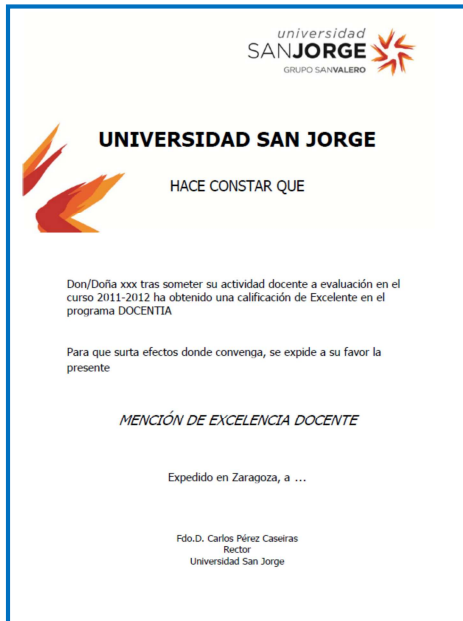 universidad
SANJORGE
GRUPO SANVALERO
UNIVERSIDAD SAN JORGE
HACE CONSTAR QUE
Don/Doña xxx tras someter su actividad docente a evaluación en el
curso 2011-2012 ha obtenido una calificación de Excelente en el
programa DOCENTIA
Para que surta efectos donde convenga, se expide a su favor la
presente
MENCIÓN DE EXCELENCIA DOCENTE
Expedido en Zaragoza, a ...
Fdo.D. Carlos Pérez Caseiras
Rector
Universidad San Jorge